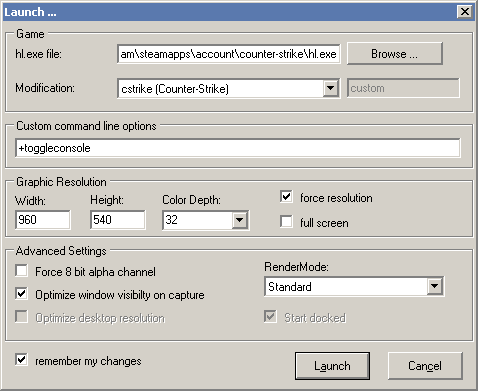 Launch ...
Game
hl.exe file:
am\steamapps\account\counter-strike\hl.exe
Browse ...
Modification:
cstrike (Counter-Strike)
custom
Custom command line options
+toggleconsole
Graphic Resolution
Width:
Height:
Color Depth:
force resolution
960
540
32
full screen
Advanced Settings
Force 8 bit alpha channel
RenderMode:
Optimize window visibilty on capture
Standard
Optimize desktop resolution
Start docked
remember my changes
Launch
Cancel